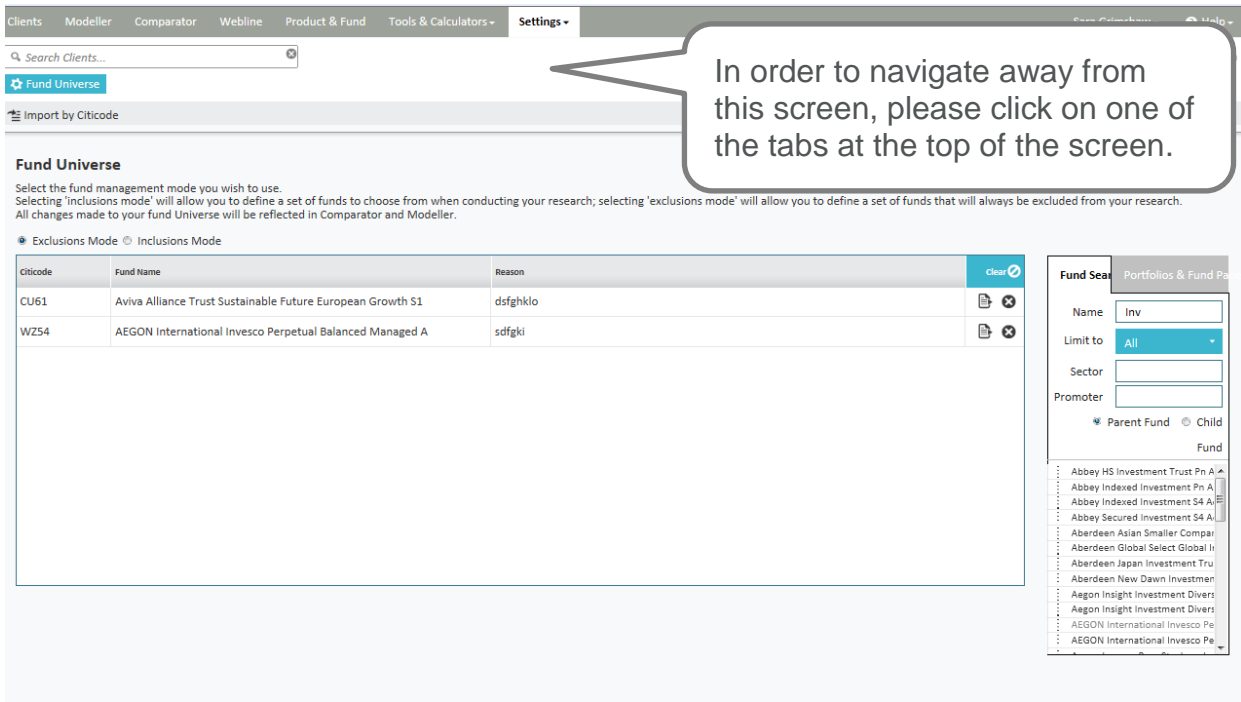 Clients Modeller Comparator Webline Product & Fund Tools & Calculators Settings
Search Clients...
Fund Universe
Import by Citicode
In order to navigate away from
this screen, please click on one of
the tabs at the top of the screen.
Fund Universe
Select the fund management mode you wish to use.
Selecting 'inclusions mode' will allow you to define a set of funds to choose from when conducting your research; selecting 'exclusions mode' will allow you to define a set of funds that will always be excluded from your research.
All changes made to your fund Universe will be reflected in Comparator and Modeller.
Exclusions Mode Inclusions Mode
Citicode Fund Name Reason Clear
CU61 Aviva Alliance Trust Sustainable Future European Growth S1 dsfghklo
WZ54 AEGON International Invesco Perpetual Balanced Managed A sdfgki
Fund Sear Portfolios & Fund Pa
Name Inv
Limit to All
Sector
Promoter
Parent Fund Child
Fund
Abbey HS Investment Trust Pn A
Abbey Indexed Investment Pn A
Abbey Indexed Investment S4 A
Abbey Secured Investment S4 A
Aberdeen Asian Smaller Compar
Aberdeen Global Select Global I
Aberdeen Japan Investment Tru
Aberdeen New Dawn Investmen
Aegon Insight Investment Divers
Aegon Insight Investment Divers
AEGON International Invesco Pe
AEGON International Invesco Pe